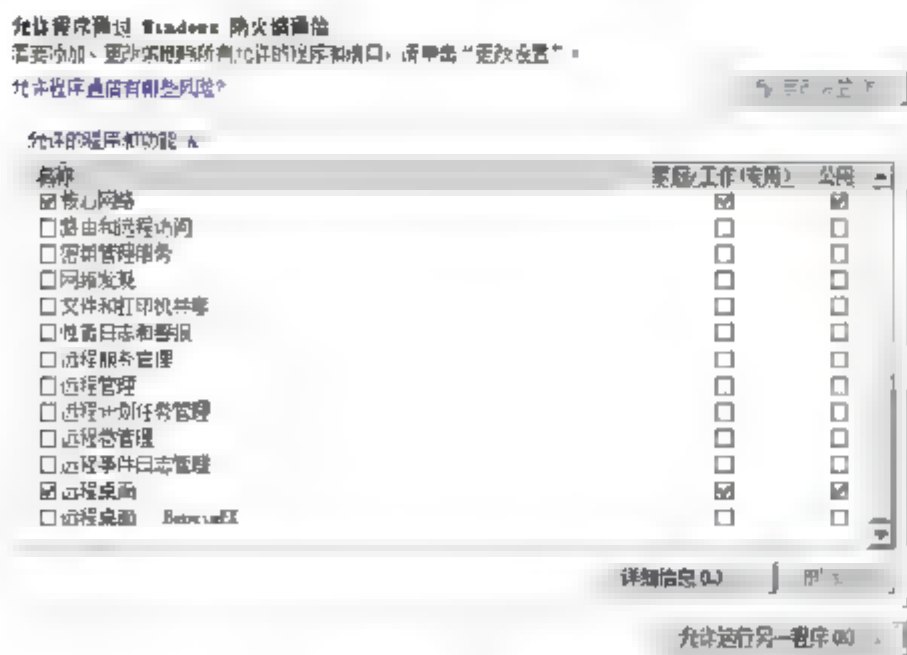 允许程序通过 Windows 防火墙通信
若要添加、更改或删除所有允许的程序和端口，请单击“更改设置”。
允许程序通信有哪些风险?
允许的程序和功能
名称 家庭/工作(专用) 公用
核心网络
路由和远程访问
密钥管理服务
网络发现
文件和打印机共享
性能日志和警报
远程服务管理
远程管理
远程计划任务管理
远程卷管理
远程事件日志管理
远程桌面
远程桌面 RemoteFX
详细信息(L)
允许运行另一程序(R)